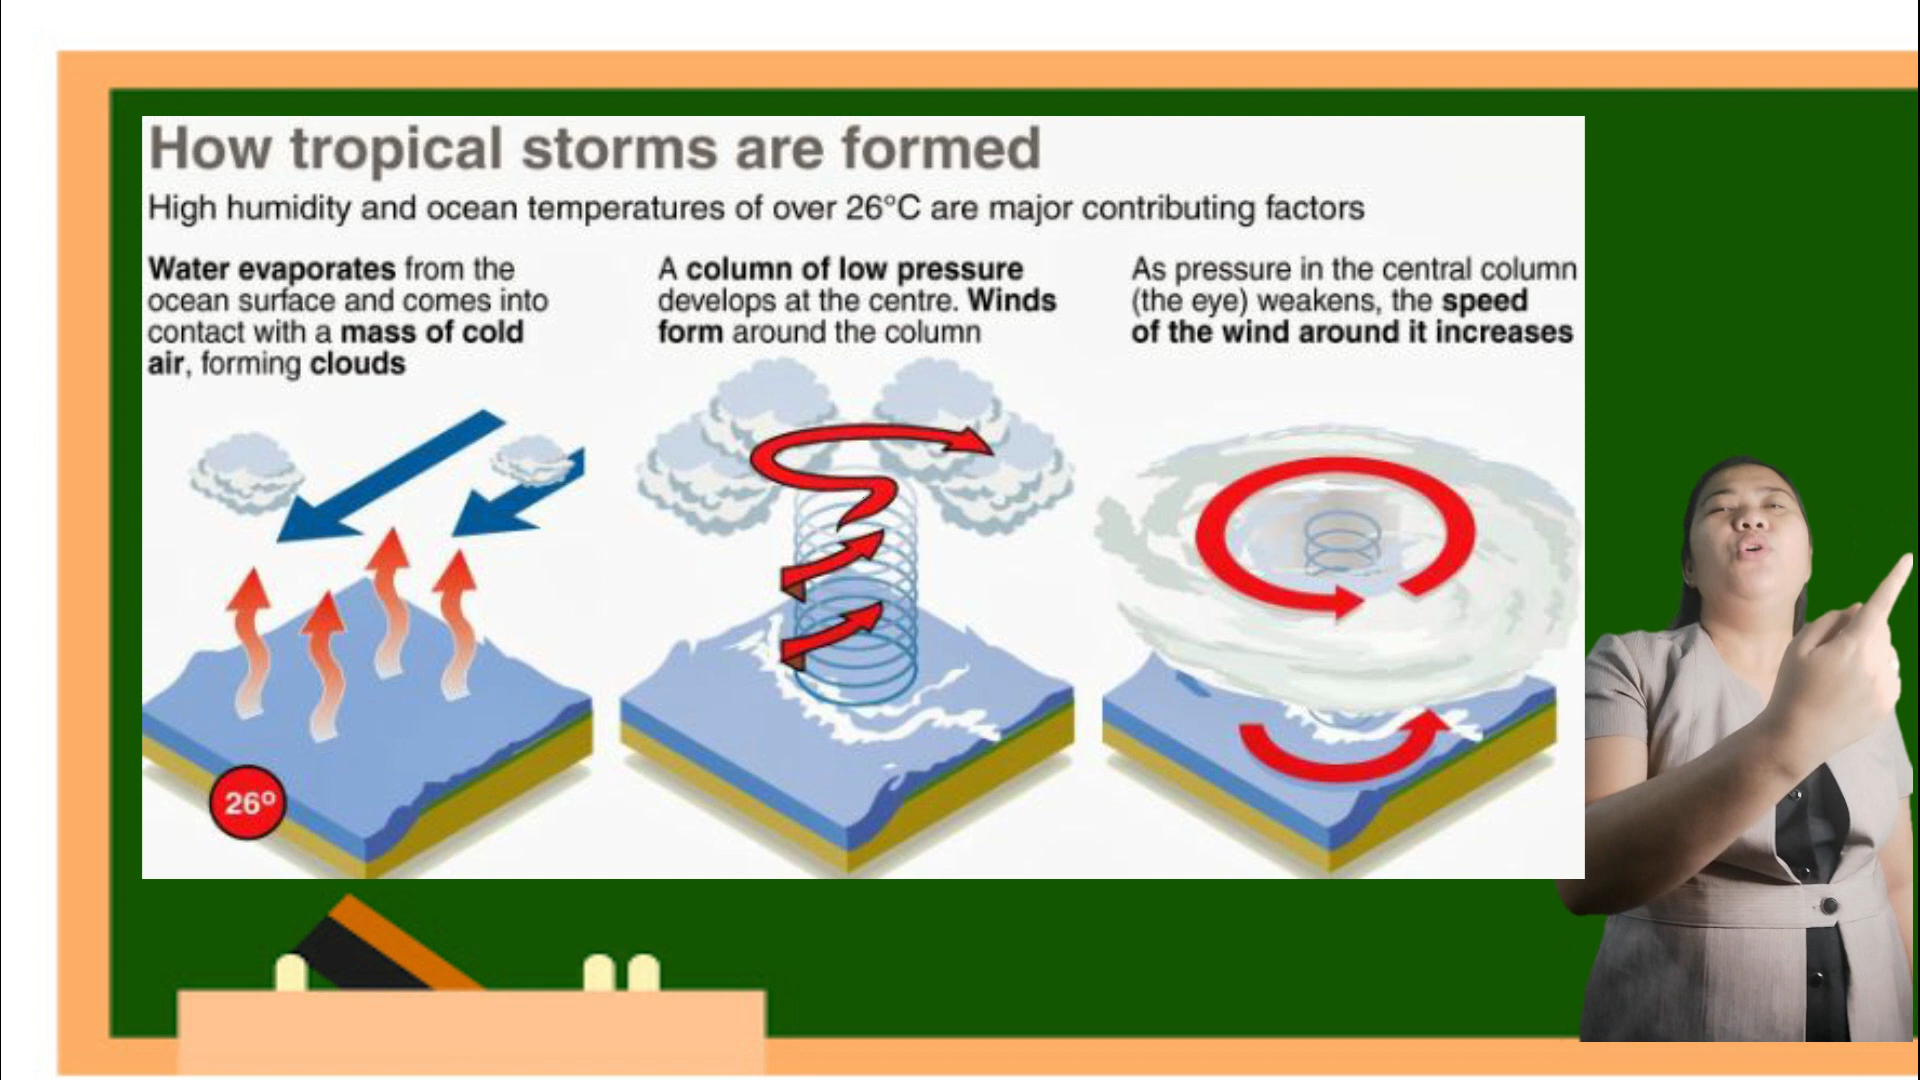 How tropical storms are formed
High humidity and ocean temperatures of over 26°C are major contributing factors
Water evaporates from the
ocean surface and comes into
contact with a mass of cold
air, forming clouds
A column of low pressure
develops at the centre. Winds
form around the column
As pressure in the central column
(the eye) weakens, the speed
of the wind around it increases
26º